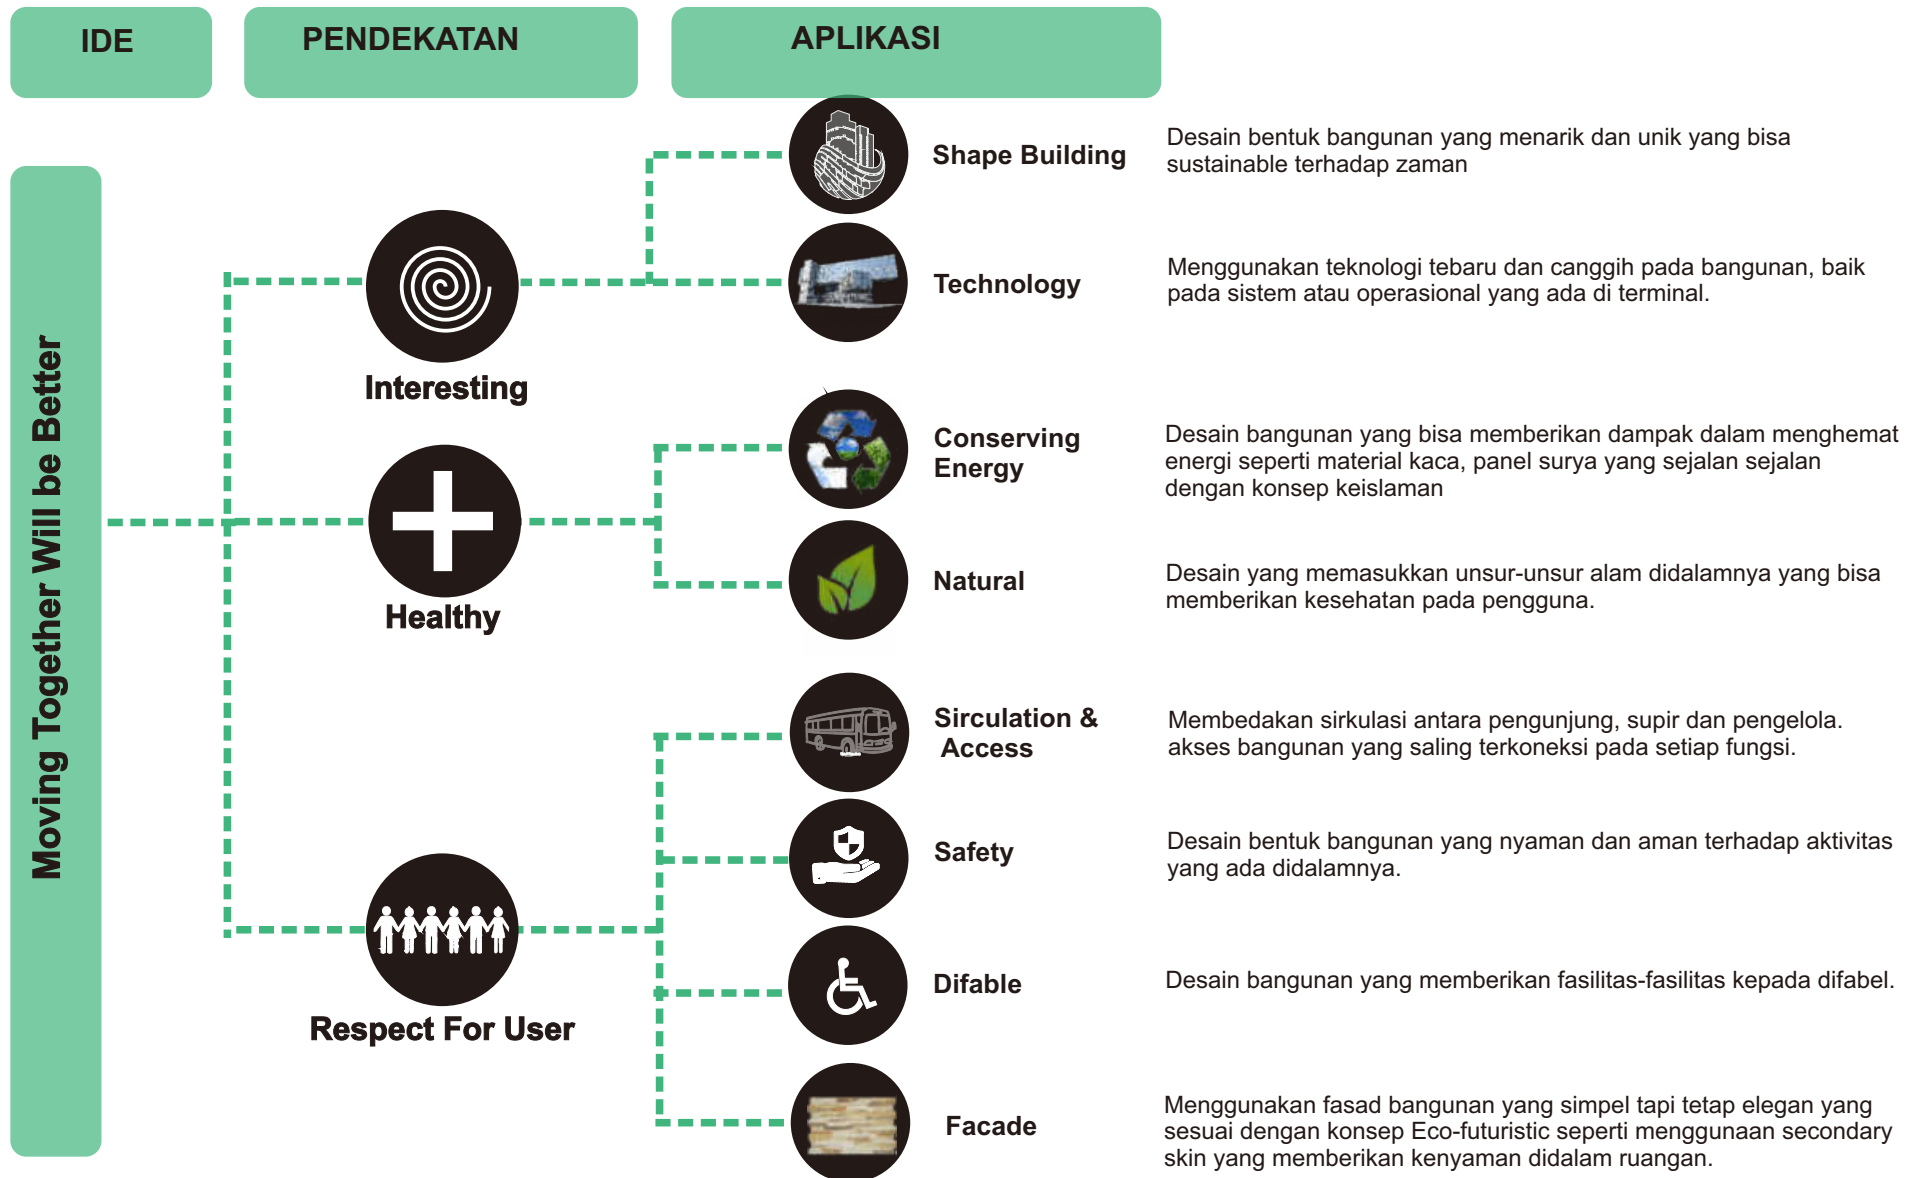 IDE
PENDEKATAN
APLIKASI
Moving Together Will be Better
Interesting
Shape Building
Desain bentuk bangunan yang menarik dan unik yang bisa
sustainable terhadap zaman
Technology
Menggunakan teknologi tebaru dan canggih pada bangunan, baik
pada sistem atau operasional yang ada di terminal.
Healthy
Conserving
Energy
Desain bangunan yang bisa memberikan dampak dalam menghemat
energi seperti material kaca, panel surya yang sejalan sejalan
dengan konsep keislaman
Natural
Desain yang memasukkan unsur-unsur alam didalamnya yang bisa
memberikan kesehatan pada pengguna.
Respect For User
Sirculation &
Access
Membedakan sirkulasi antara pengunjung, supir dan pengelola.
akses bangunan yang saling terkoneksi pada setiap fungsi.
Safety
Desain bentuk bangunan yang nyaman dan aman terhadap aktivitas
yang ada didalamnya.
Difable
Desain bangunan yang memberikan fasilitas-fasilitas kepada difabel.
Facade
Menggunakan fasad bangunan yang simpel tapi tetap elegan yang
sesuai dengan konsep Eco-futuristic seperti menggunaan secondary
skin yang memberikan kenyaman didalam ruangan.